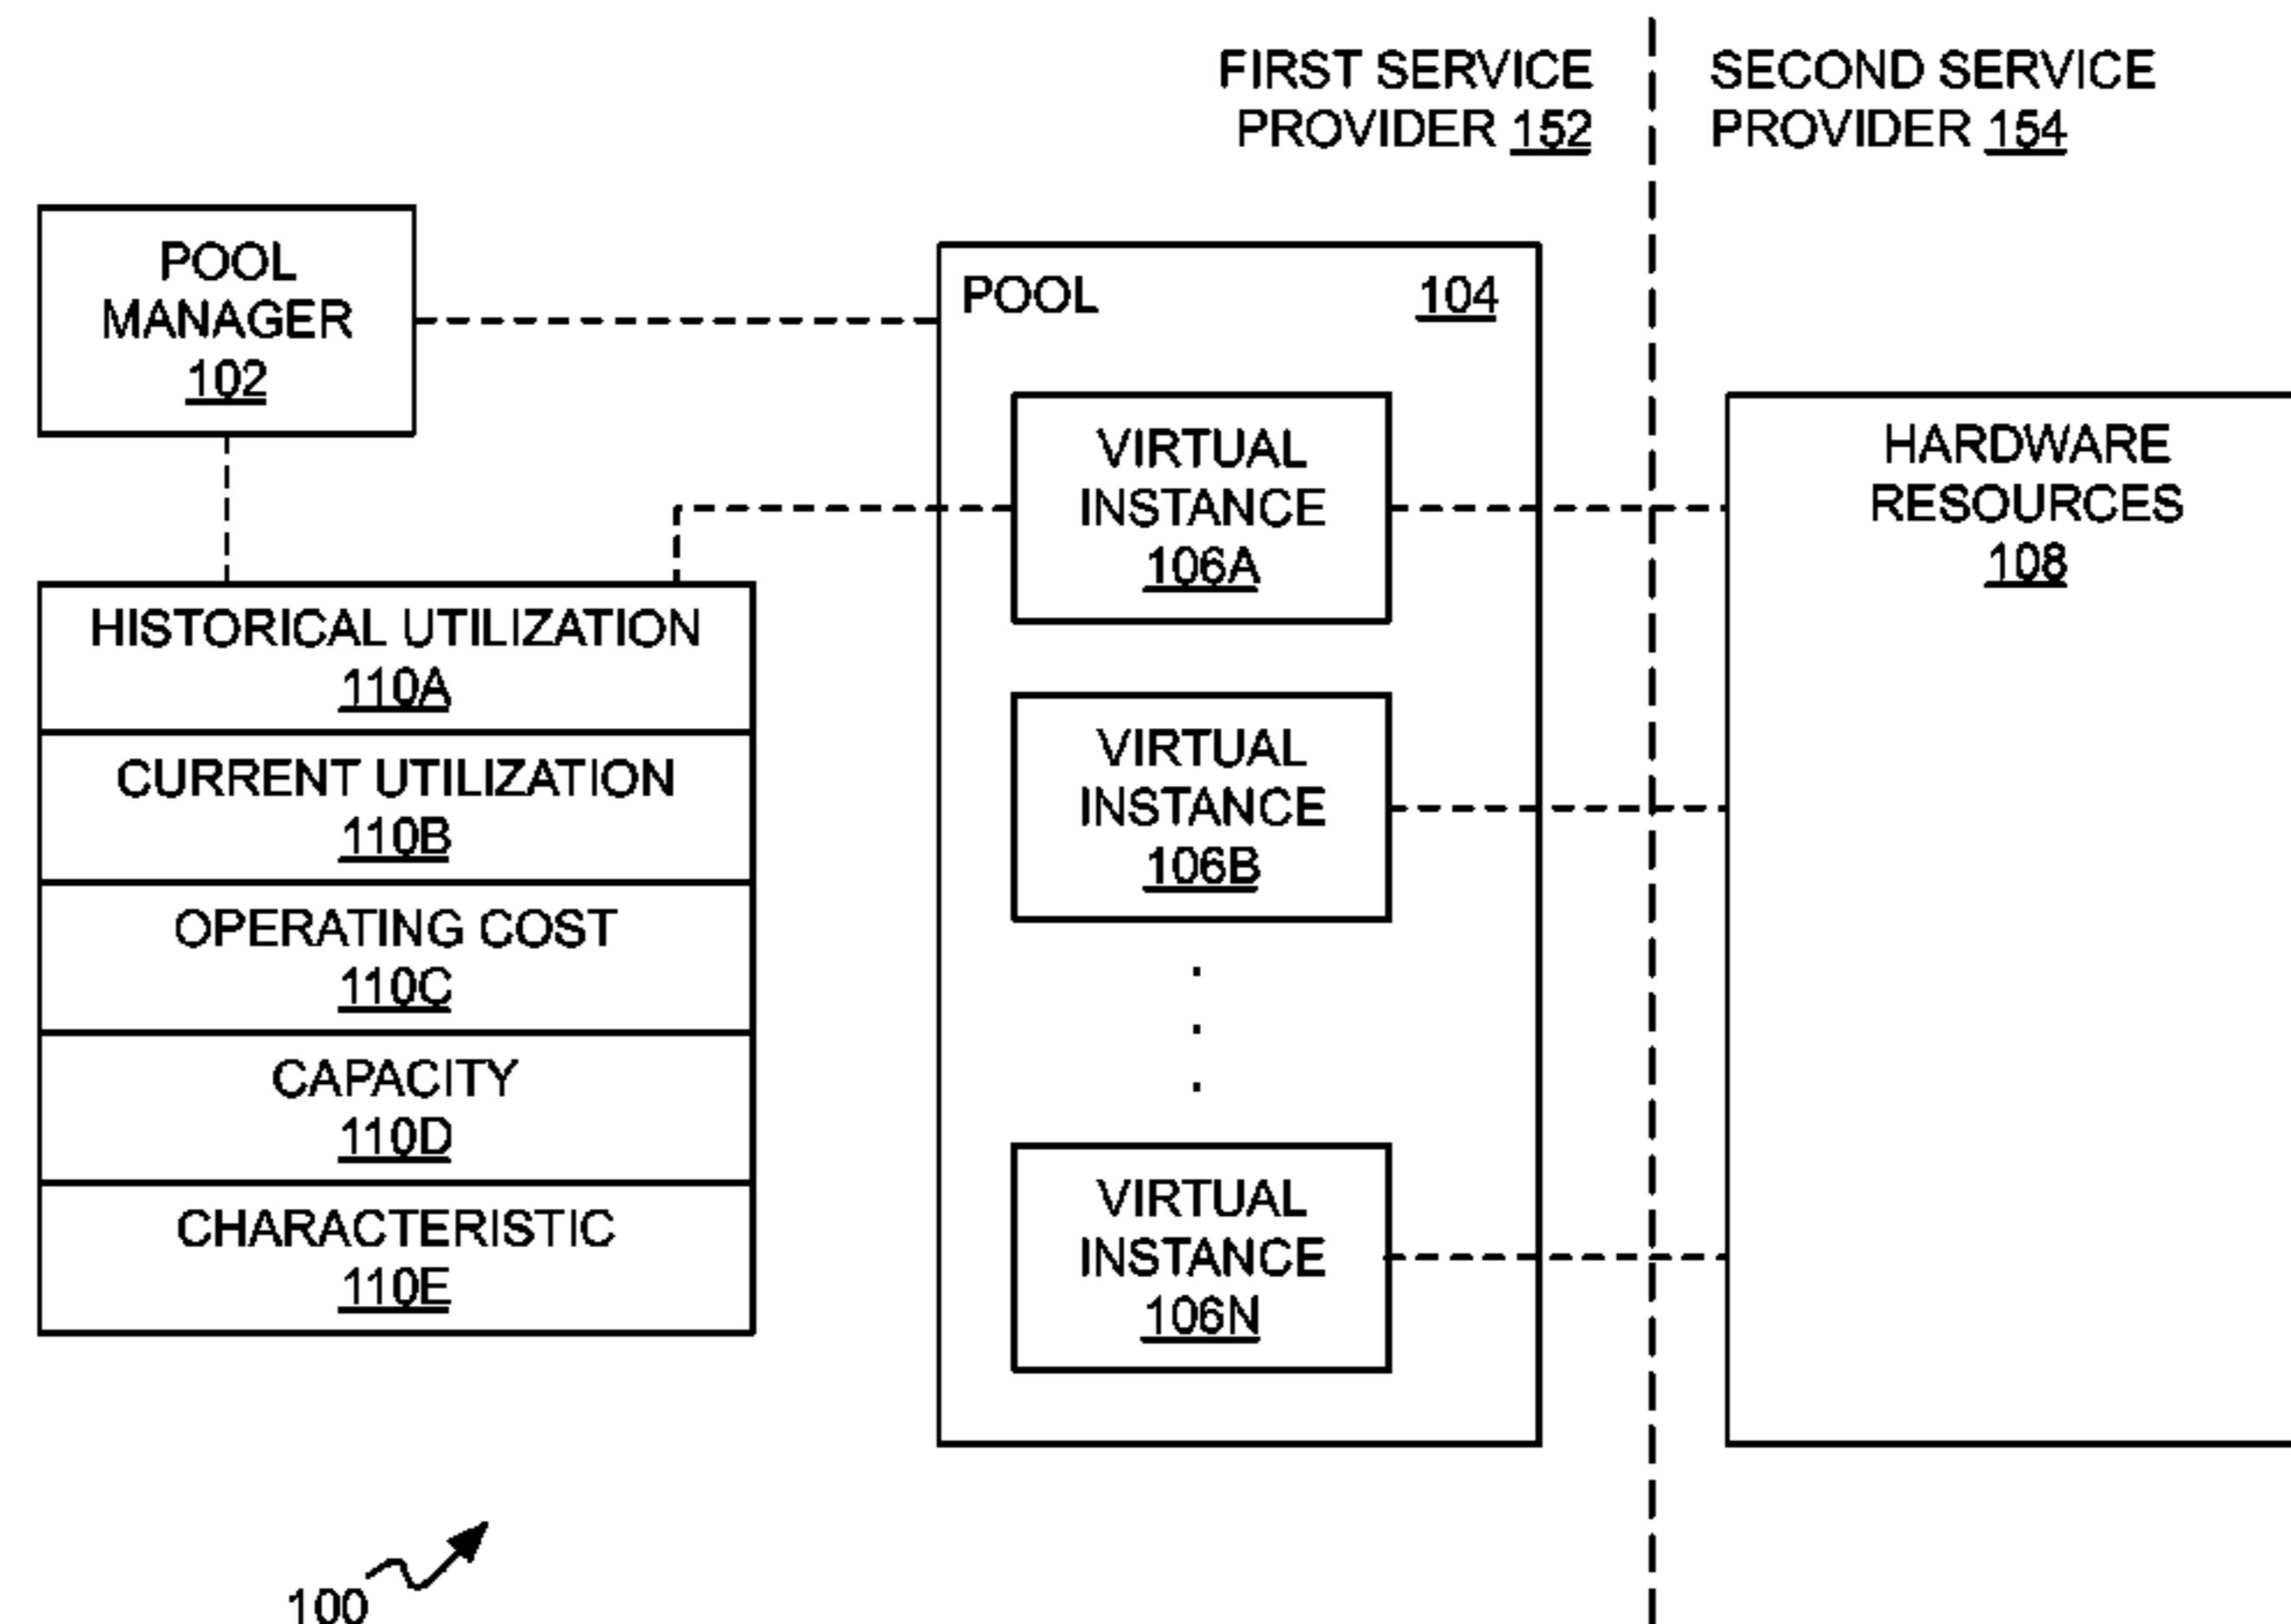 FIRST SERVICE
PROVIDER 152
SECOND SERVICE
PROVIDER 154
POOL
MANAGER
102
POOL 104
VIRTUAL
INSTANCE
106A
HARDWARE
RESOURCES
108
HISTORICAL UTILIZATION
110A
CURRENT UTILIZATION
110B
OPERATING COST
110C
CAPACITY
110D
CHARACTERISTIC
110E
VIRTUAL
INSTANCE
106B
.
.
.
VIRTUAL
INSTANCE
106N
100